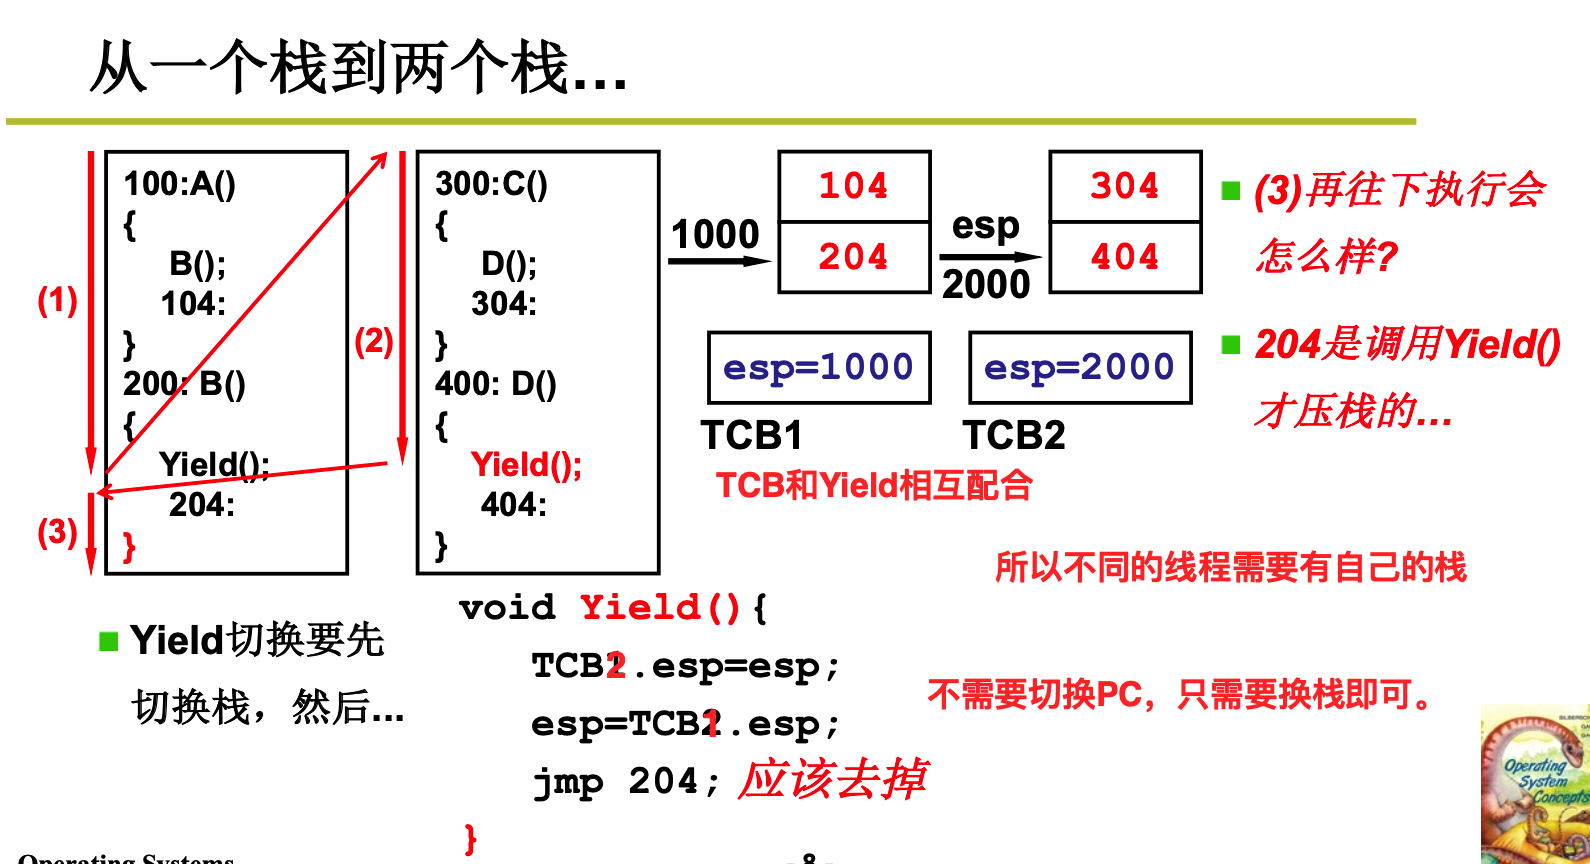 从一个栈到两个栈...
100:A()
{
B();
104:
}
200: B()
{
Yield();
204:
}
(1)
(2)
(3)
300:C()
{
D();
304:
}
400: D()
{
Yield();
404:
}
1000
104
204
esp
2000
304
404
esp=1000
TCB1
esp=2000
TCB2
TCB和Yield相互配合
(3)再往下执行会
怎么样?
204是调用Yield()
才压栈的...
所以不同的线程需要有自己的栈
Yield切换要先
切换栈，然后...
void Yield(){
TCB2.esp=esp;
esp=TCB1.esp;
jmp 204; 应该去掉
}
不需要切换PC，只需要换栈即可。
Operating
System
Concepts
Operating Systems
- 8 -